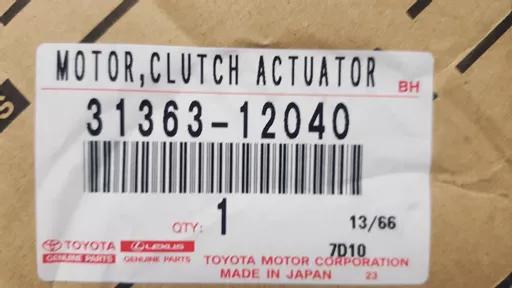 MOTOR,CLUTCH ACTUATOR
BH
31363-12040
QTY: 1
13/66
7D10
TOYOTA LEXUS
GENUINE PARTS GENUINE PARTS
TOYOTA MOTOR CORPORATION
MADE IN JAPAN 23